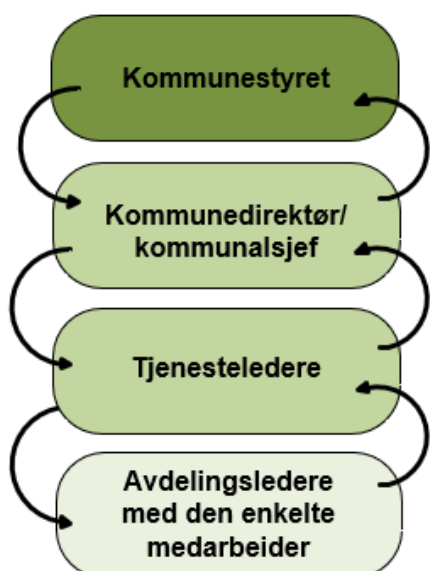 Kommunestyret
Kommunedirektør/
kommunalsjef
Tjenesteledere
Avdelingsledere
med den enkelte
medarbeider